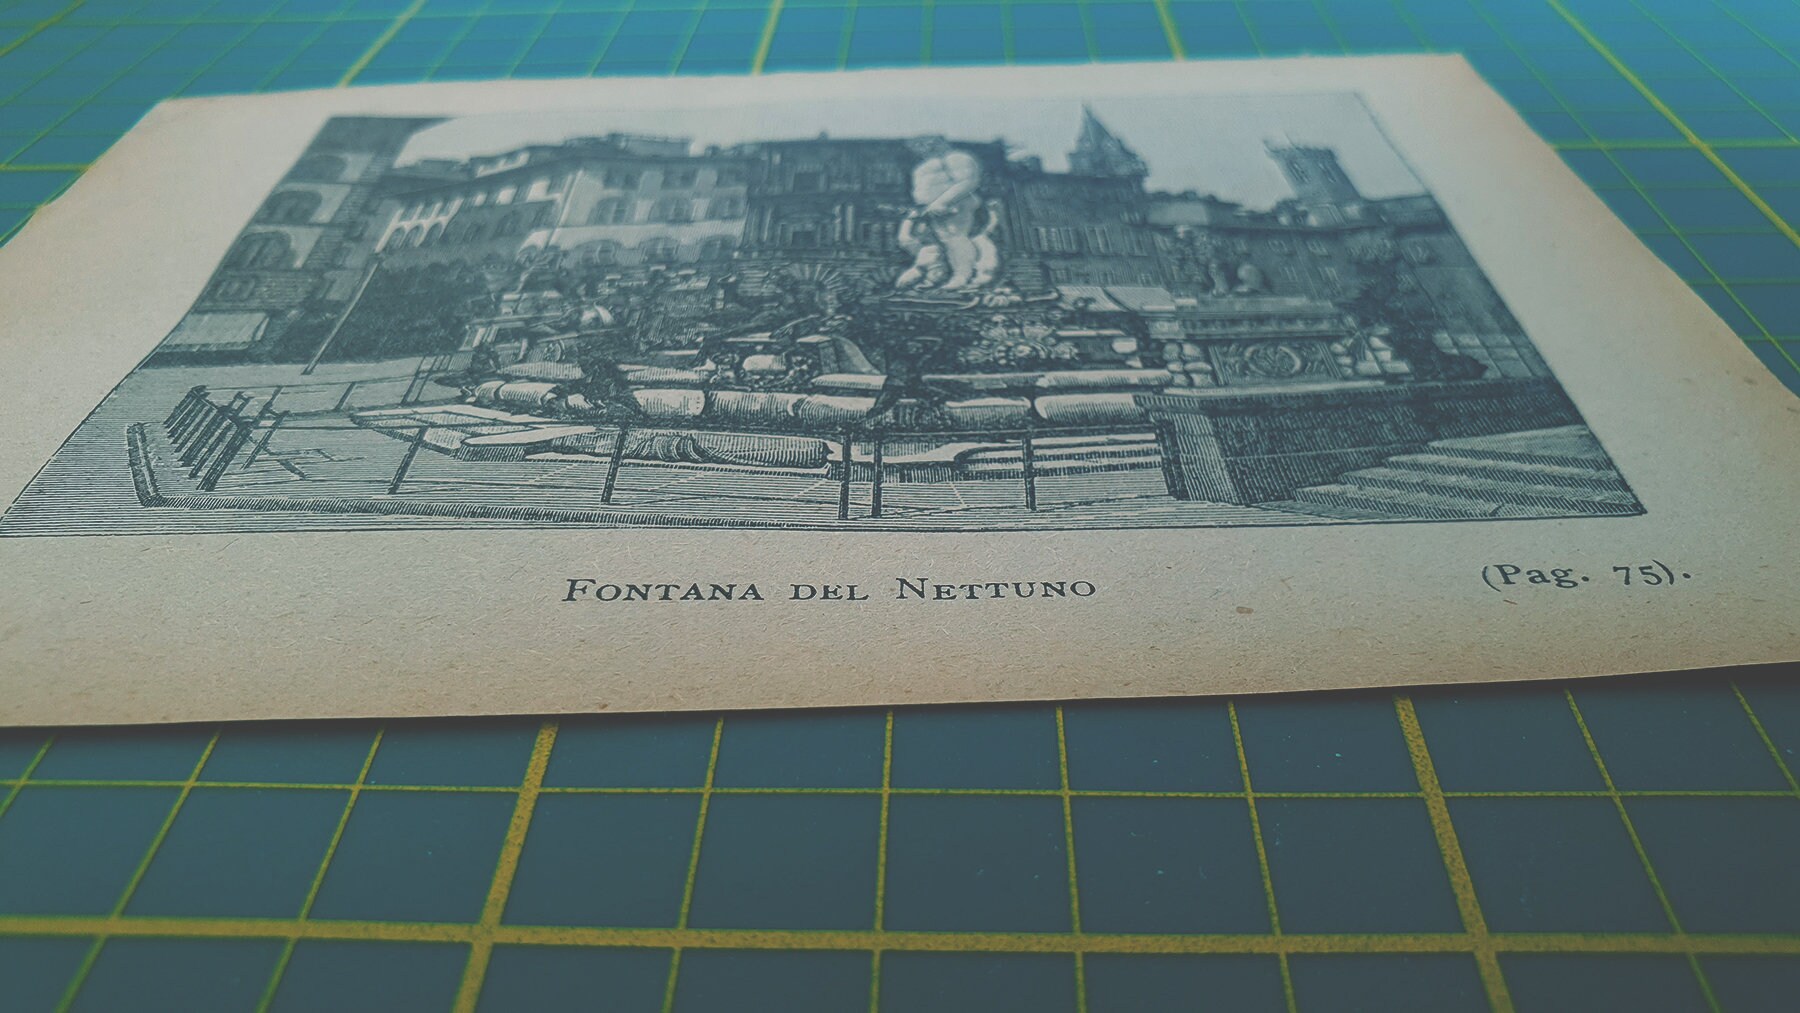 Fontana del Nettuno
(Pag. 75).